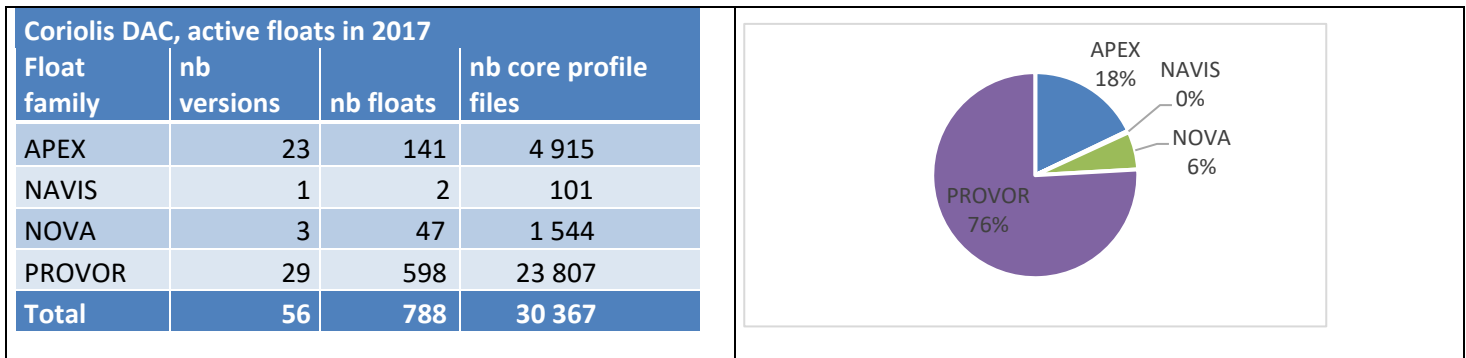 Coriolis DAC, active floats in 2017
Float family nb versions nb floats nb core profile files
APEX 23 141 4 915
NAVIS 1 2 101
NOVA 3 47 1 544
PROVOR 29 598 23 807
Total 56 788 30 367
APEX
18%
NAVIS
0%
NOVA
6%
PROVOR
76%